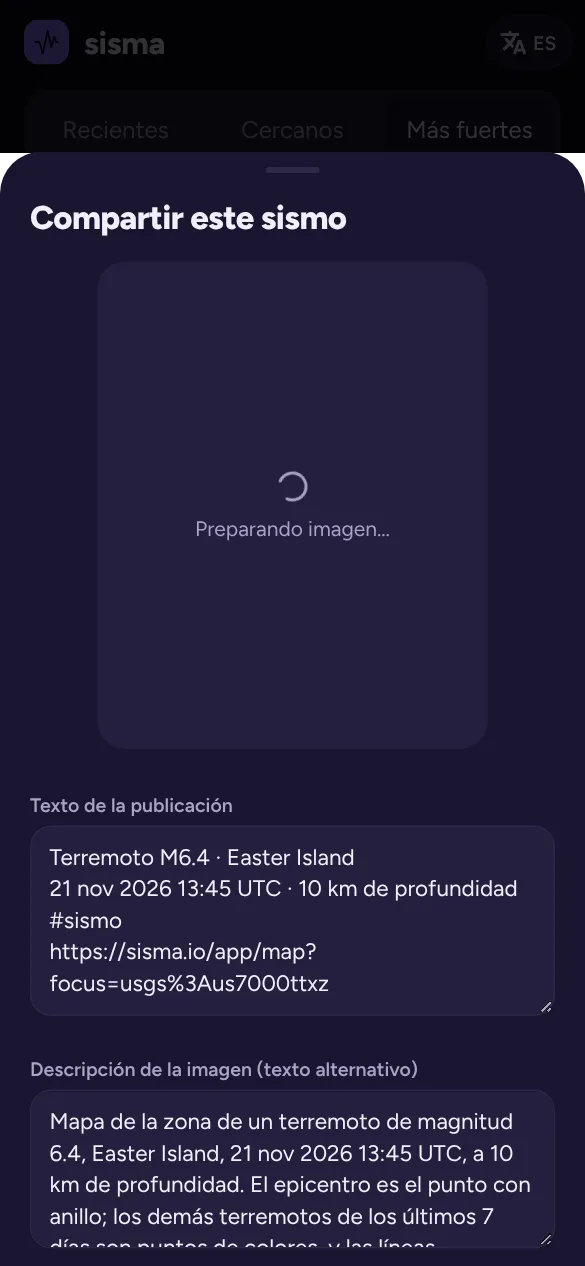 sisma
ES
Recientes
Cercanos
Más fuertes
Compartir este sismo
Preparando imagen...
Texto de la publicación
Terremoto M6.4 · Easter Island
21 nov 2026 13:45 UTC · 10 km de profundidad
#sismo
https://sisma.io/app/map?
focus=usgs%3Aus7000ttxz
Descripción de la imagen (texto alternativo)
Mapa de la zona de un terremoto de magnitud
6.4, Easter Island, 21 nov 2026 13:45 UTC, a 10
km de profundidad. El epicentro es el punto con
anillo; los demás terremotos de los últimos 7
días son puntos de colores, y las líneas